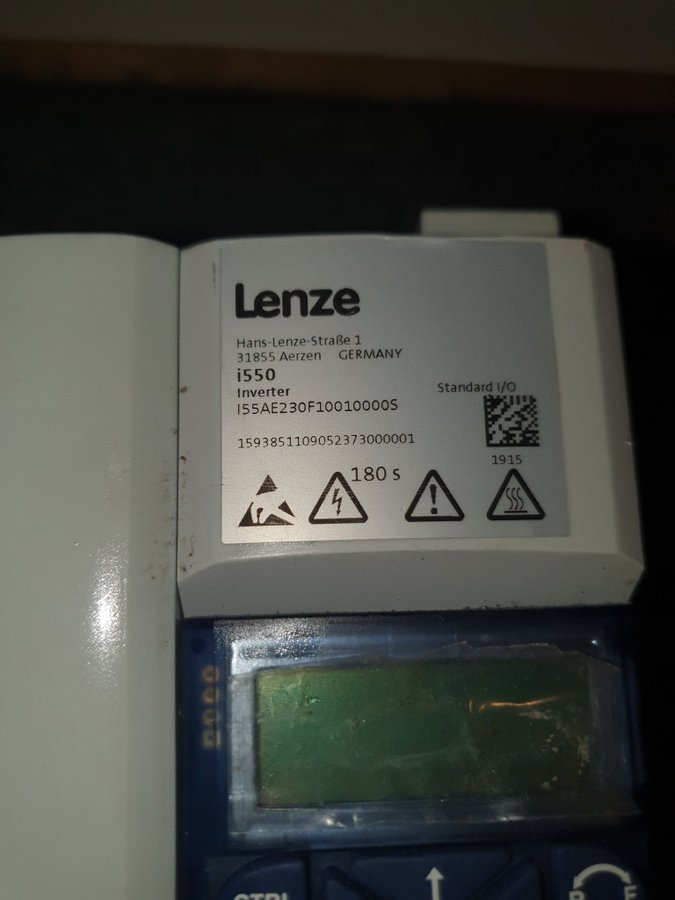 Lenze
Hans-Lenze-Straße 1
31855 Aerzen GERMANY
i550
Inverter
Standard I/O
I55AE230F10010000S
1593851109052373000001
1915
180 s
CTRL
R F